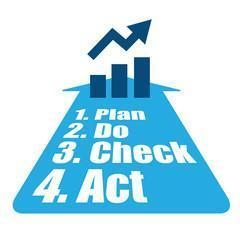 1. Plan
2. Do
3. Check
4. Act